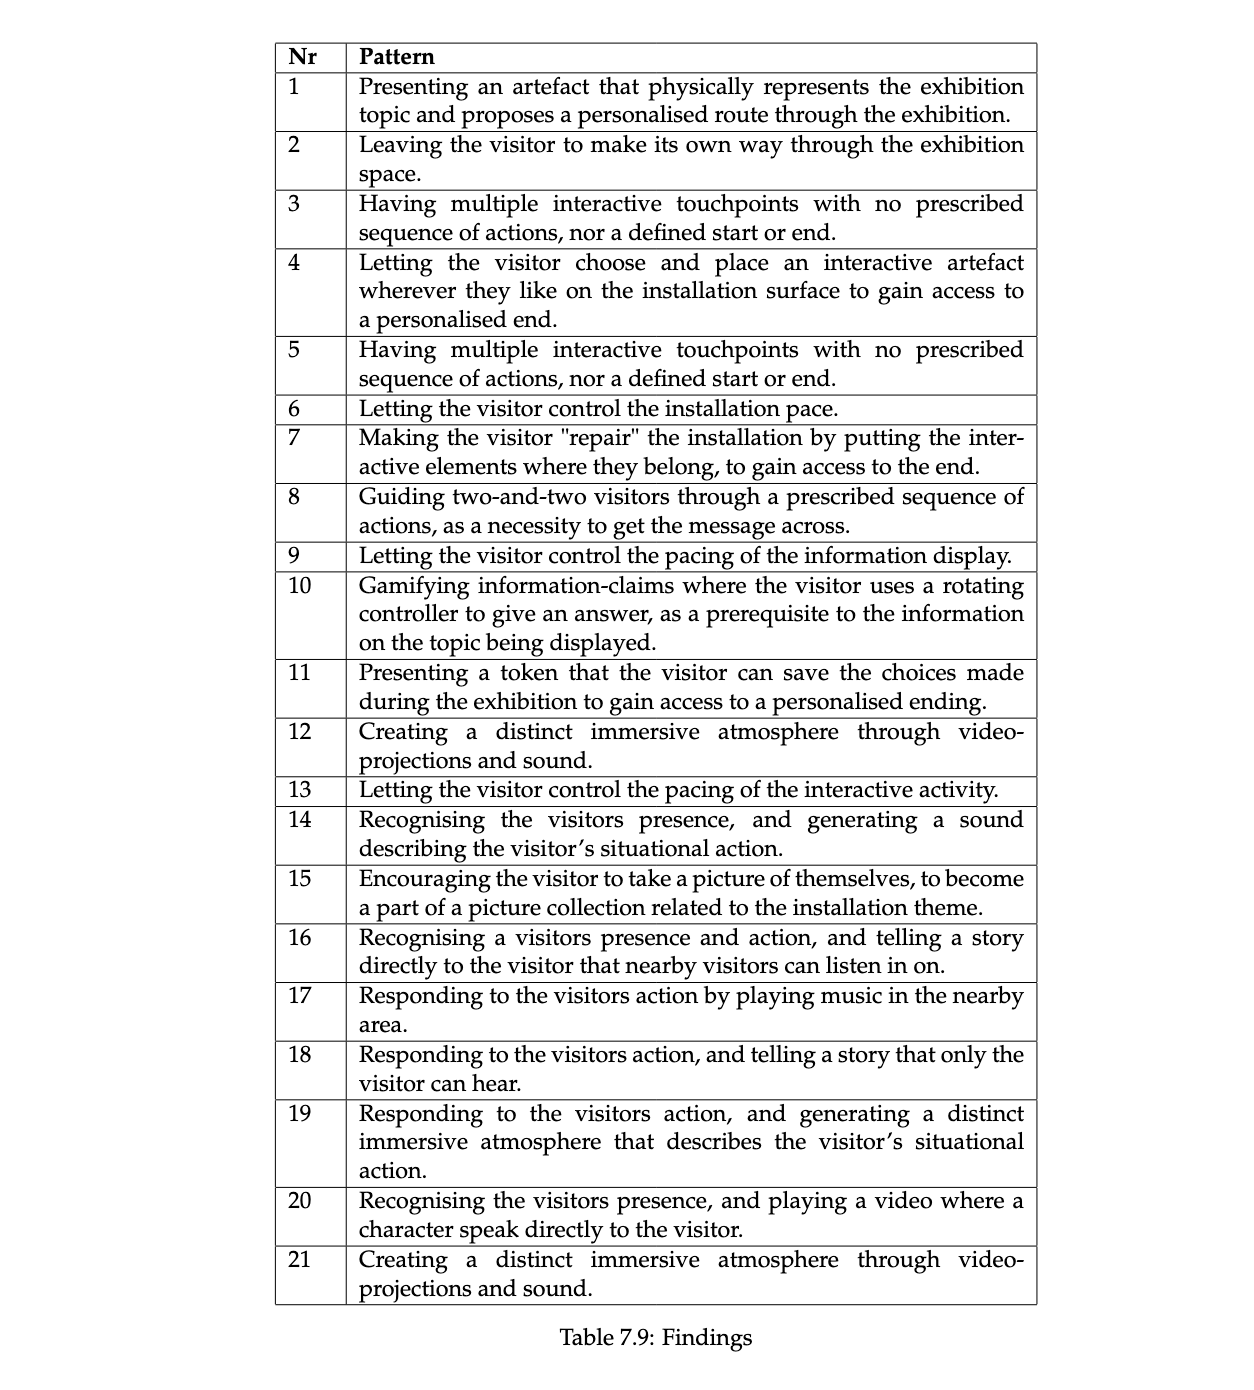 Nr Pattern
1 Presenting an artefact that physically represents the exhibition
topic and proposes a personalised route through the exhibition.
2 Leaving the visitor to make its own way through the exhibition
space.
3 Having multiple interactive touchpoints with no prescribed
sequence of actions, nor a defined start or end.
4 Letting the visitor choose and place an interactive artefact
wherever they like on the installation surface to gain access to
a personalised end.
5 Having multiple interactive touchpoints with no prescribed
sequence of actions, nor a defined start or end.
6 Letting the visitor control the installation pace.
7 Making the visitor "repair" the installation by putting the inter-
active elements where they belong, to gain access to the end.
8 Guiding two-and-two visitors through a prescribed sequence of
actions, as a necessity to get the message across.
9 Letting the visitor control the pacing of the information display.
10 Gamifying information-claims where the visitor uses a rotating
controller to give an answer, as a prerequisite to the information
on the topic being displayed.
11 Presenting a token that the visitor can save the choices made
during the exhibition to gain access to a personalised ending.
12 Creating a distinct immersive atmosphere through video-
projections and sound.
13 Letting the visitor control the pacing of the interactive activity.
14 Recognising the visitors presence, and generating a sound
describing the visitor's situational action.
15 Encouraging the visitor to take a picture of themselves, to become
a part of a picture collection related to the installation theme.
16 Recognising a visitors presence and action, and telling a story
directly to the visitor that nearby visitors can listen in on.
17 Responding to the visitors action by playing music in the nearby
area.
18 Responding to the visitors action, and telling a story that only the
visitor can hear.
19 Responding to the visitors action, and generating a distinct
immersive atmosphere that describes the visitor's situational
action.
20 Recognising the visitors presence, and playing a video where a
character speak directly to the visitor.
21 Creating a distinct immersive atmosphere through video-
projections and sound.
Table 7.9: Findings